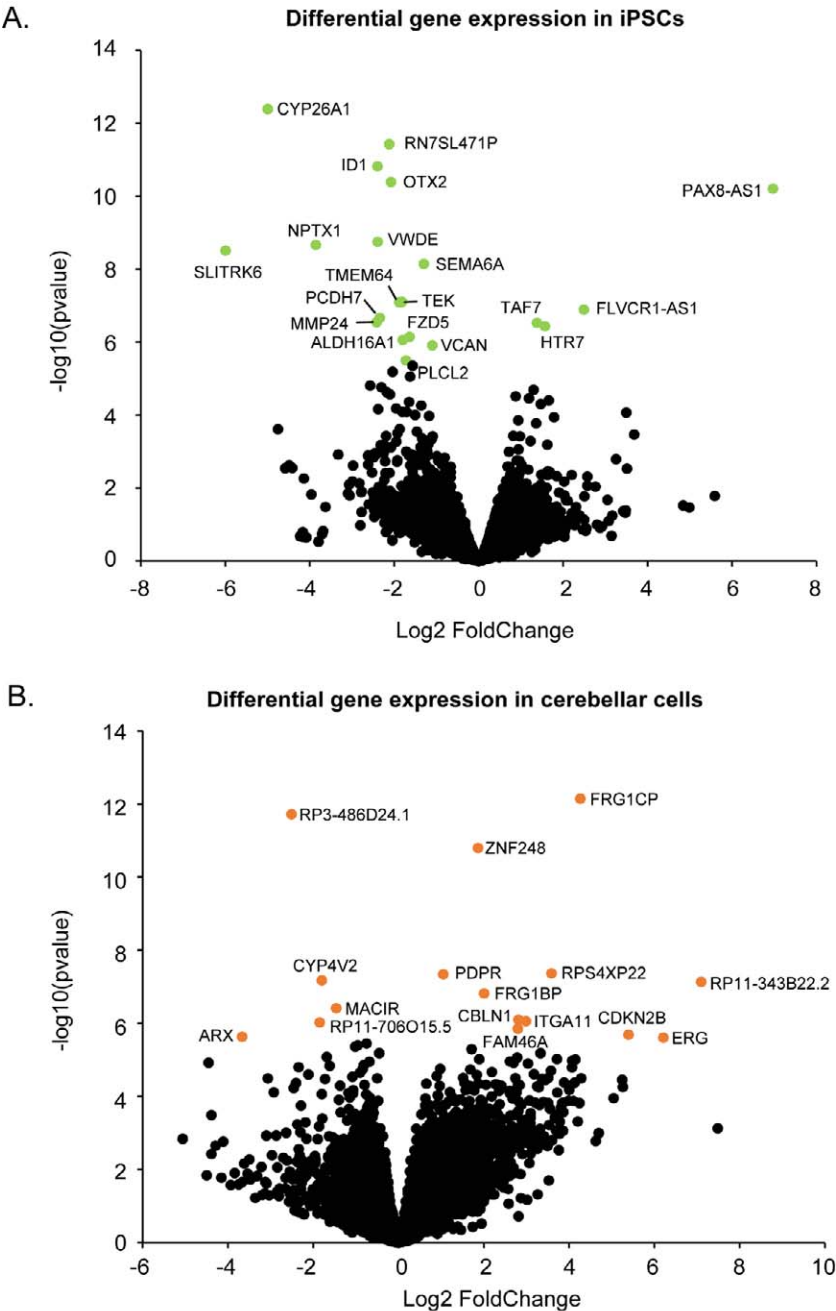 A.
Differential gene expression in iPSCs
14
CYP26A1
12
RN7SL471P
ID1
OTX2
PAX8-AS1
10
NPTX1
VWDE
SLITRK6
SEMA6A
8
TMEM64
PCDH7
TEK
TAF7
FLVCR1-AS1
MMP24
FZD5
HTR7
ALDH16A1
VCAN
6
PLCL2
4
2
0
-log10(pvalue)
-8 -6 -4 -2 0 2 4 6 8
Log2 FoldChange
B.
Differential gene expression in cerebellar cells
14
FRG1CP
12
RP3-486D24.1
ZNF248
10
8
CYP4V2
PDPR
RPS4XP22
RP11-343B22.2
FRG1BP
MACIR
CBLN1
ITGA11
CDKN2B
RP11-706O15.5
6
ARX
FAM46A
ERG
4
2
0
-log10(pvalue)
-6 -4 -2 0 2 4 6 8 10
Log2 FoldChange